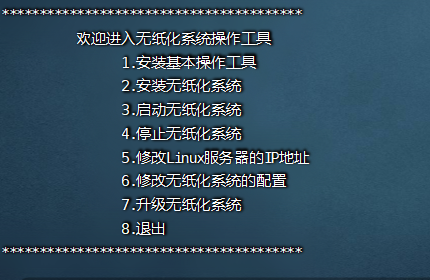 ****************************************
欢迎进入无纸化系统操作工具
1.安装基本操作工具
2.安装无纸化系统
3.启动无纸化系统
4.停止无纸化系统
5.修改Linux服务器的IP地址
6.修改无纸化系统的配置
7.升级无纸化系统
8.退出
****************************************